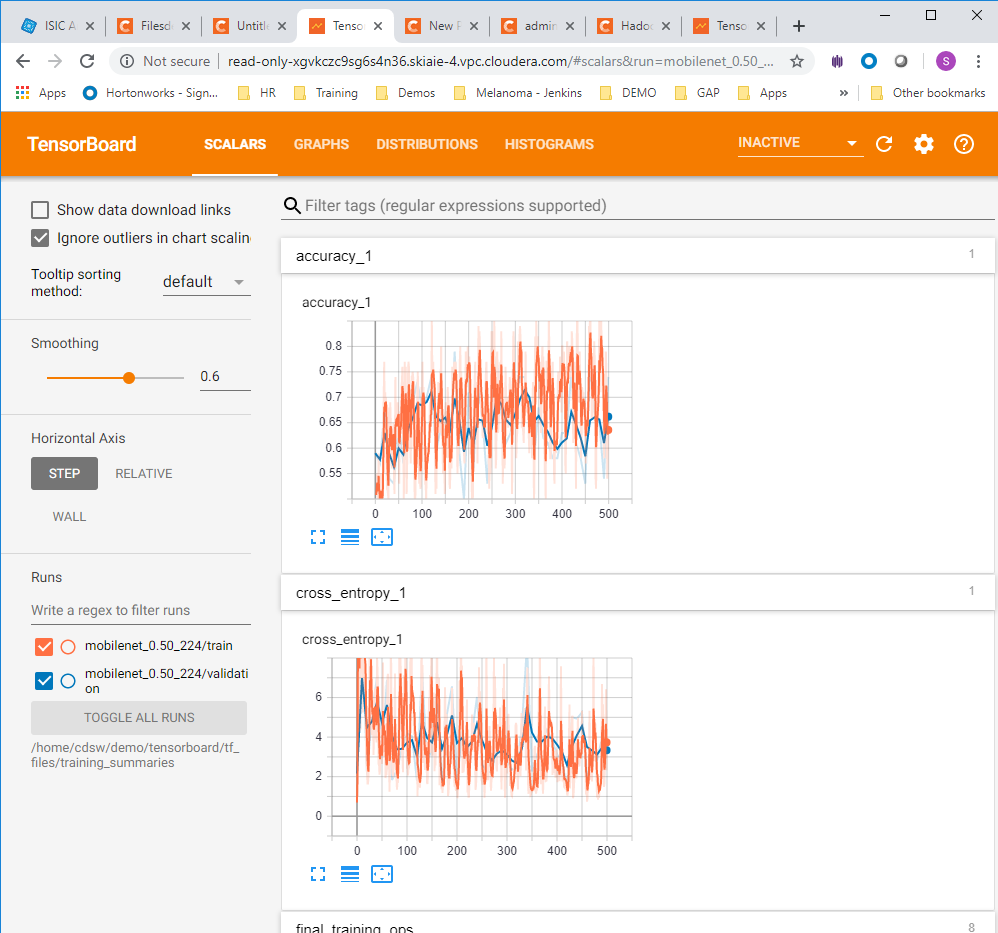 ISIC A
Filesde
Untitle
Tenso
New P
admin
Hadoo
Tenso
Not secure
read-only-xgvkczc9sg6s4n36.skiaie-4.vpc.cloudera.com/#scalars&run=mobilenet_0.50_...
S
Apps
Hortonworks - Sign...
HR
Training
Demos
Melanoma - Jenkins
DEMO
GAP
Apps
»
Other bookmarks
TensorBoard
SCALARS
GRAPHS
DISTRIBUTIONS
HISTOGRAMS
INACTIVE
Show data download links
Ignore outliers in chart scalin
Tooltip sorting
method:
default
Smoothing
0.6
Horizontal Axis
STEP
RELATIVE
WALL
Runs
Write a regex to filter runs
mobilenet_0.50_224/train
mobilenet_0.50_224/validati
on
TOGGLE ALL RUNS
/home/cdsw/demo/tensorboard/tf_
files/training_summaries
Filter tags (regular expressions supported)
accuracy_1
1
accuracy_1
0.8
0.75
0.7
0.65
0.6
0.55
0 100 200 300 400 500
cross_entropy_1
1
cross_entropy_1
6
4
2
0
0 100 200 300 400 500
final_training_ops
8